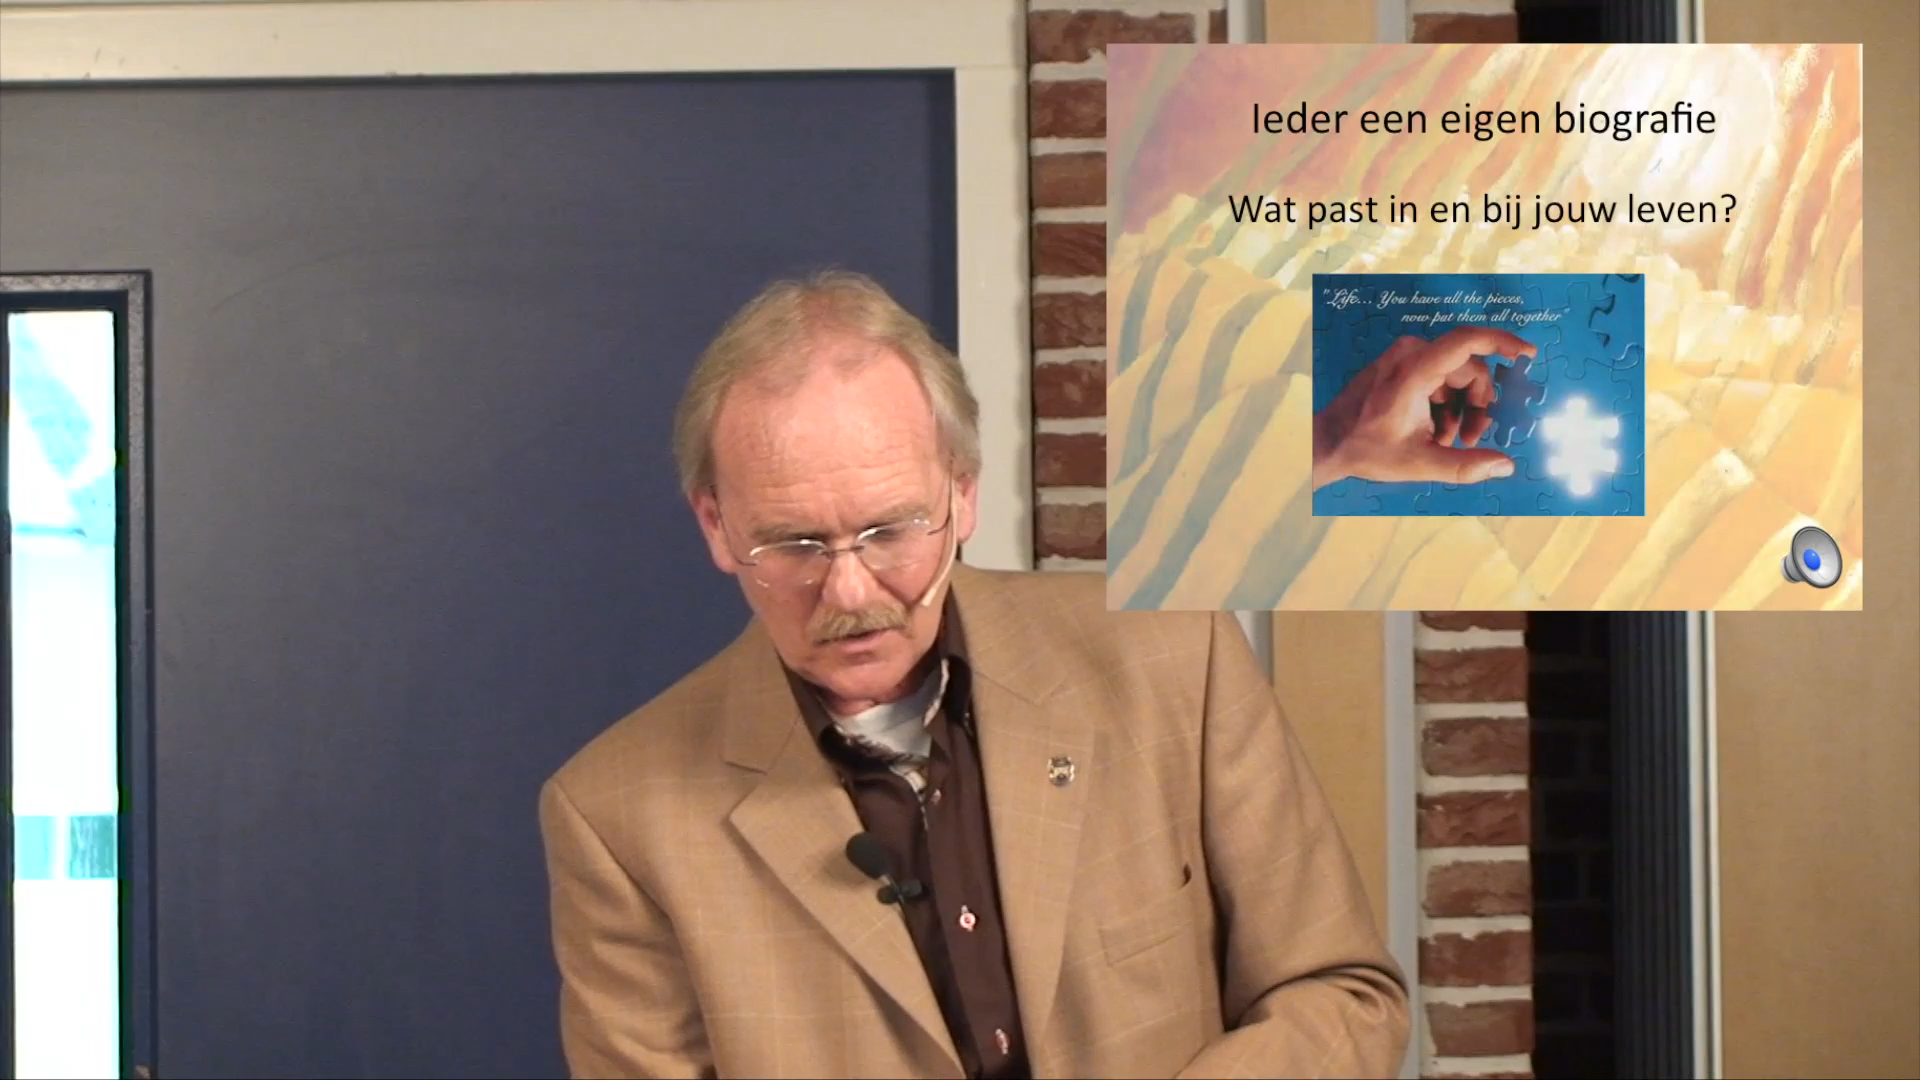 Ieder een eigen biografie
Wat past in en bij jouw leven?
"Life... You have all the pieces,
now put them all together"